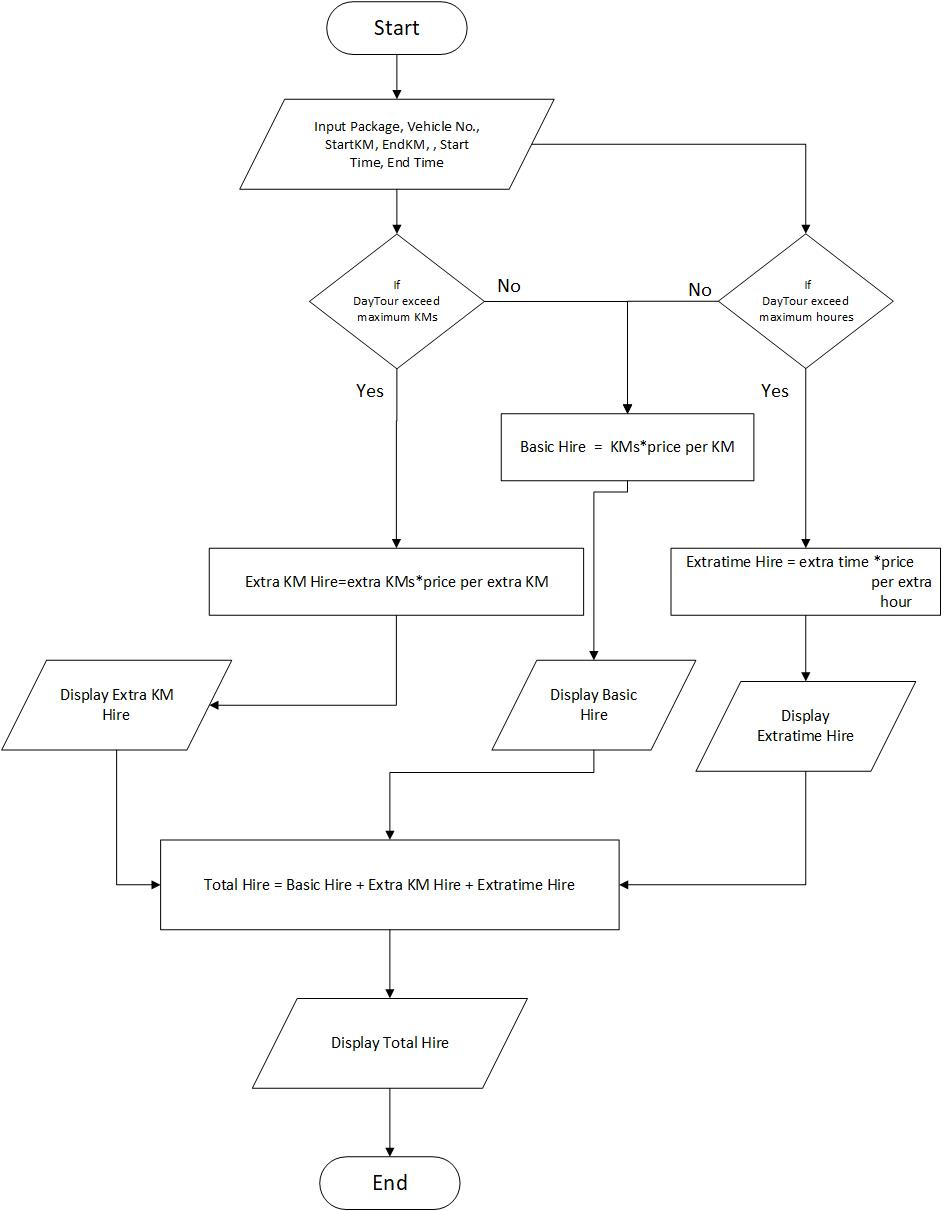 Start
Input Package, Vehicle No.,
StartKM, EndKM, , Start
Time, End Time
If
DayTour exceed
maximum KMs
No
No
If
DayTour exceed
maximum houres
Yes
Yes
Basic Hire = KMs*price per KM
Extra KM Hire=extra KMs*price per extra KM
Extratime Hire = extra time *price
per extra
hour
Display Extra KM
Hire
Display Basic
Hire
Display
Extratime Hire
Total Hire = Basic Hire + Extra KM Hire + Extratime Hire
Display Total Hire
End